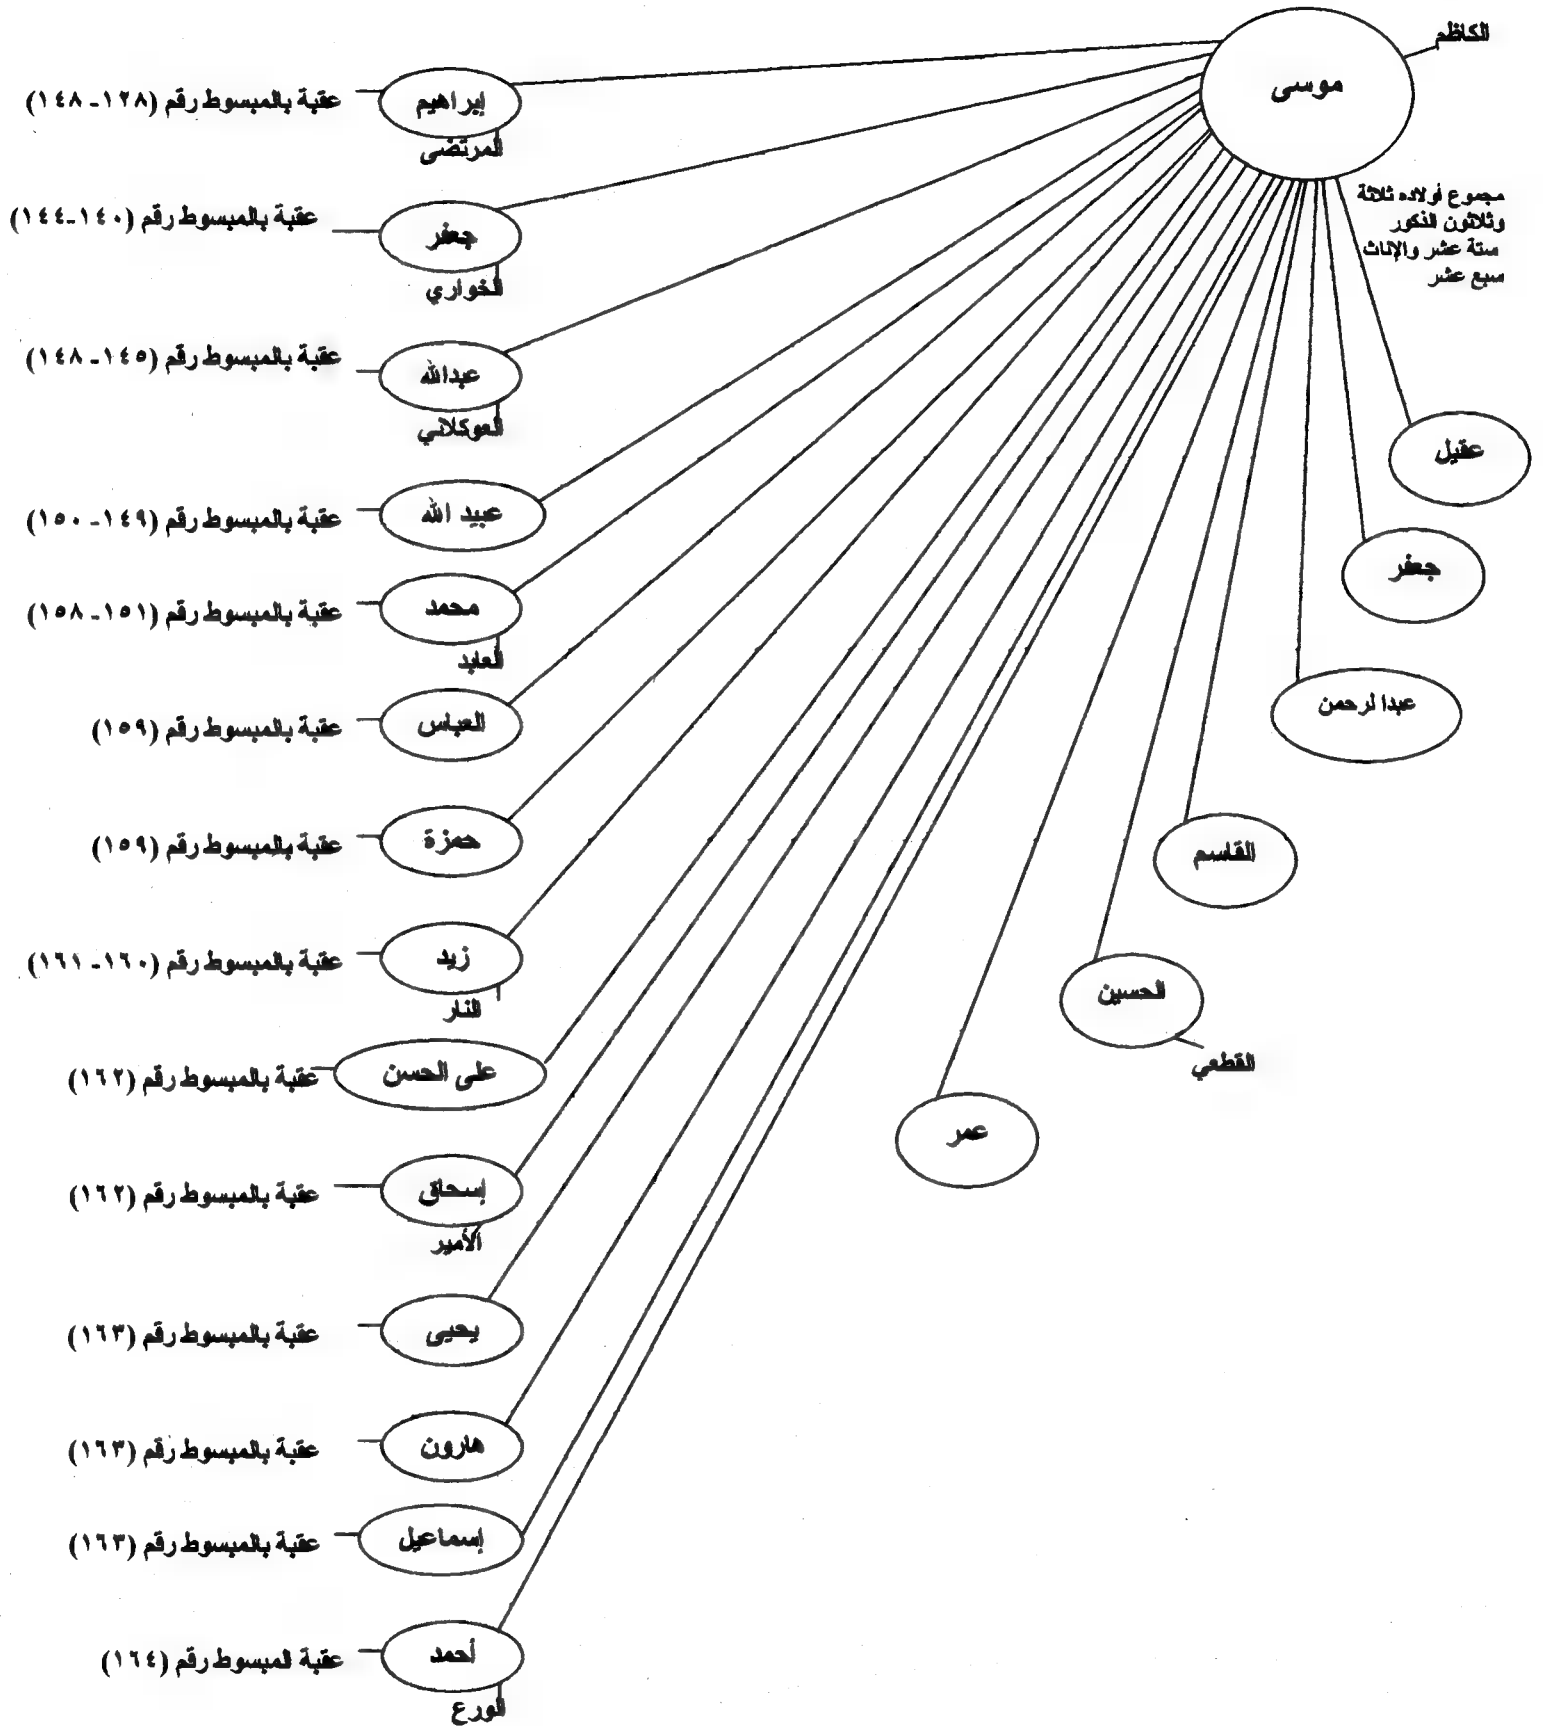 الكاظم
موسى
مجموع أولاده ثلاثة
وثلاثون الذكور
ستة عشر والإناث
سبع عشر
إبراهيم
المرتضى
عقبة بالمبسوط رقم (١٢٨-١٤٨)
جعفر
الخواري
عقبة بالمبسوط رقم (١٤٠-١٤٤)
عبدالله
العوكلاني
عقبة بالمبسوط رقم (١٤٥-١٤٨)
عبيد الله
عقبة بالمبسوط رقم (١٤٩-١٥٠)
محمد
العابد
عقبة بالمبسوط رقم (١٥١-١٥٨)
العباس
عقبة بالمبسوط رقم (١٥٩)
حمزة
عقبة بالمبسوط رقم (١٥٩)
زيد
النار
عقبة بالمبسوط رقم (١٦٠-١٦١)
على الحسن
عقبة بالمبسوط رقم (١٦٢)
إسحاق
الأمير
عقبة بالمبسوط رقم (١٦٢)
يحيى
عقبة بالمبسوط رقم (١٦٣)
هارون
عقبة بالمبسوط رقم (١٦٣)
إسماعيل
عقبة بالمبسوط رقم (١٦٣)
أحمد
الورع
عقبة المبسوط رقم (١٦٤)
عقيل
جعفر
عبدالرحمن
القاسم
الحسين
القطعي
عمر